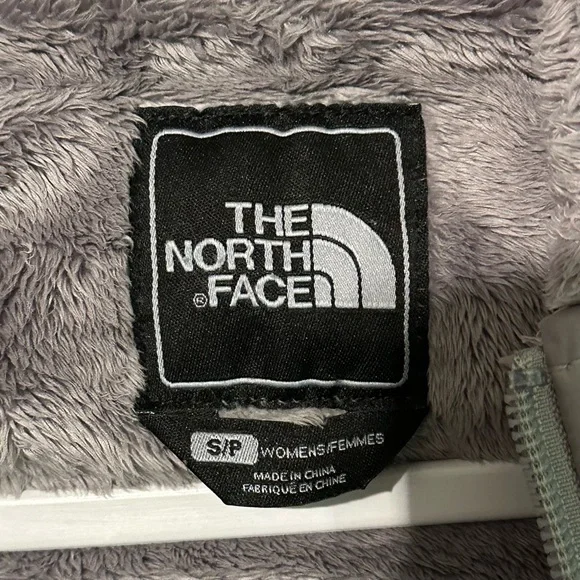 THE
NORTH
® FACE
S/P WOMENS/FEMMES
MADE IN CHINA
FABRIQUÉ EN CHINE